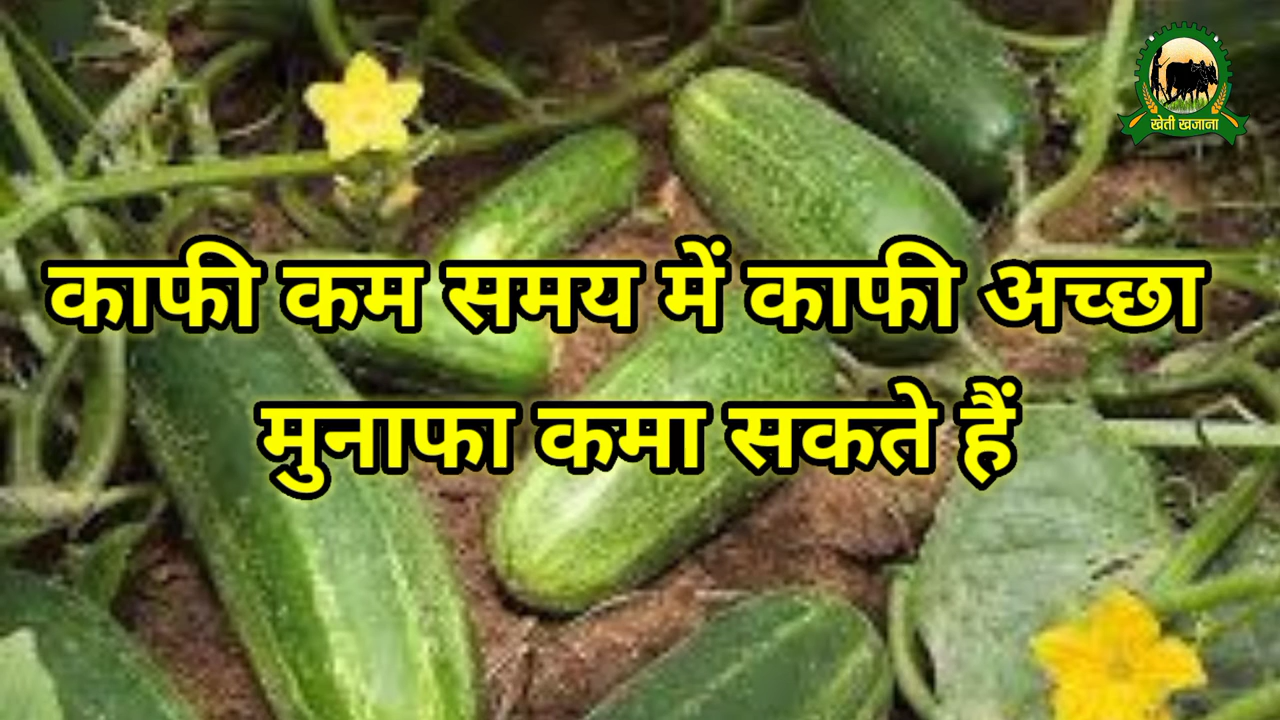 खेती खजाना
काफी कम समय में काफी अच्छा
मुनाफा कमा सकते हैं